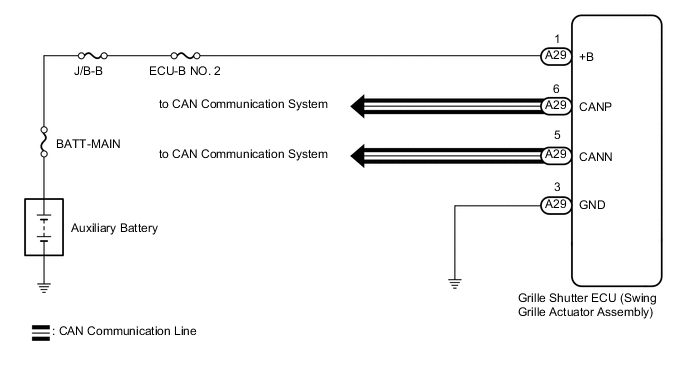 1
A29
+B
J/B-B
ECU-B NO. 2
6
to CAN Communication System
A29
CANP
5
BATT-MAIN
to CAN Communication System
A29
CANN
3
A29
GND
Auxiliary Battery
Grille Shutter ECU (Swing
Grille Actuator Assembly)
: CAN Communication Line